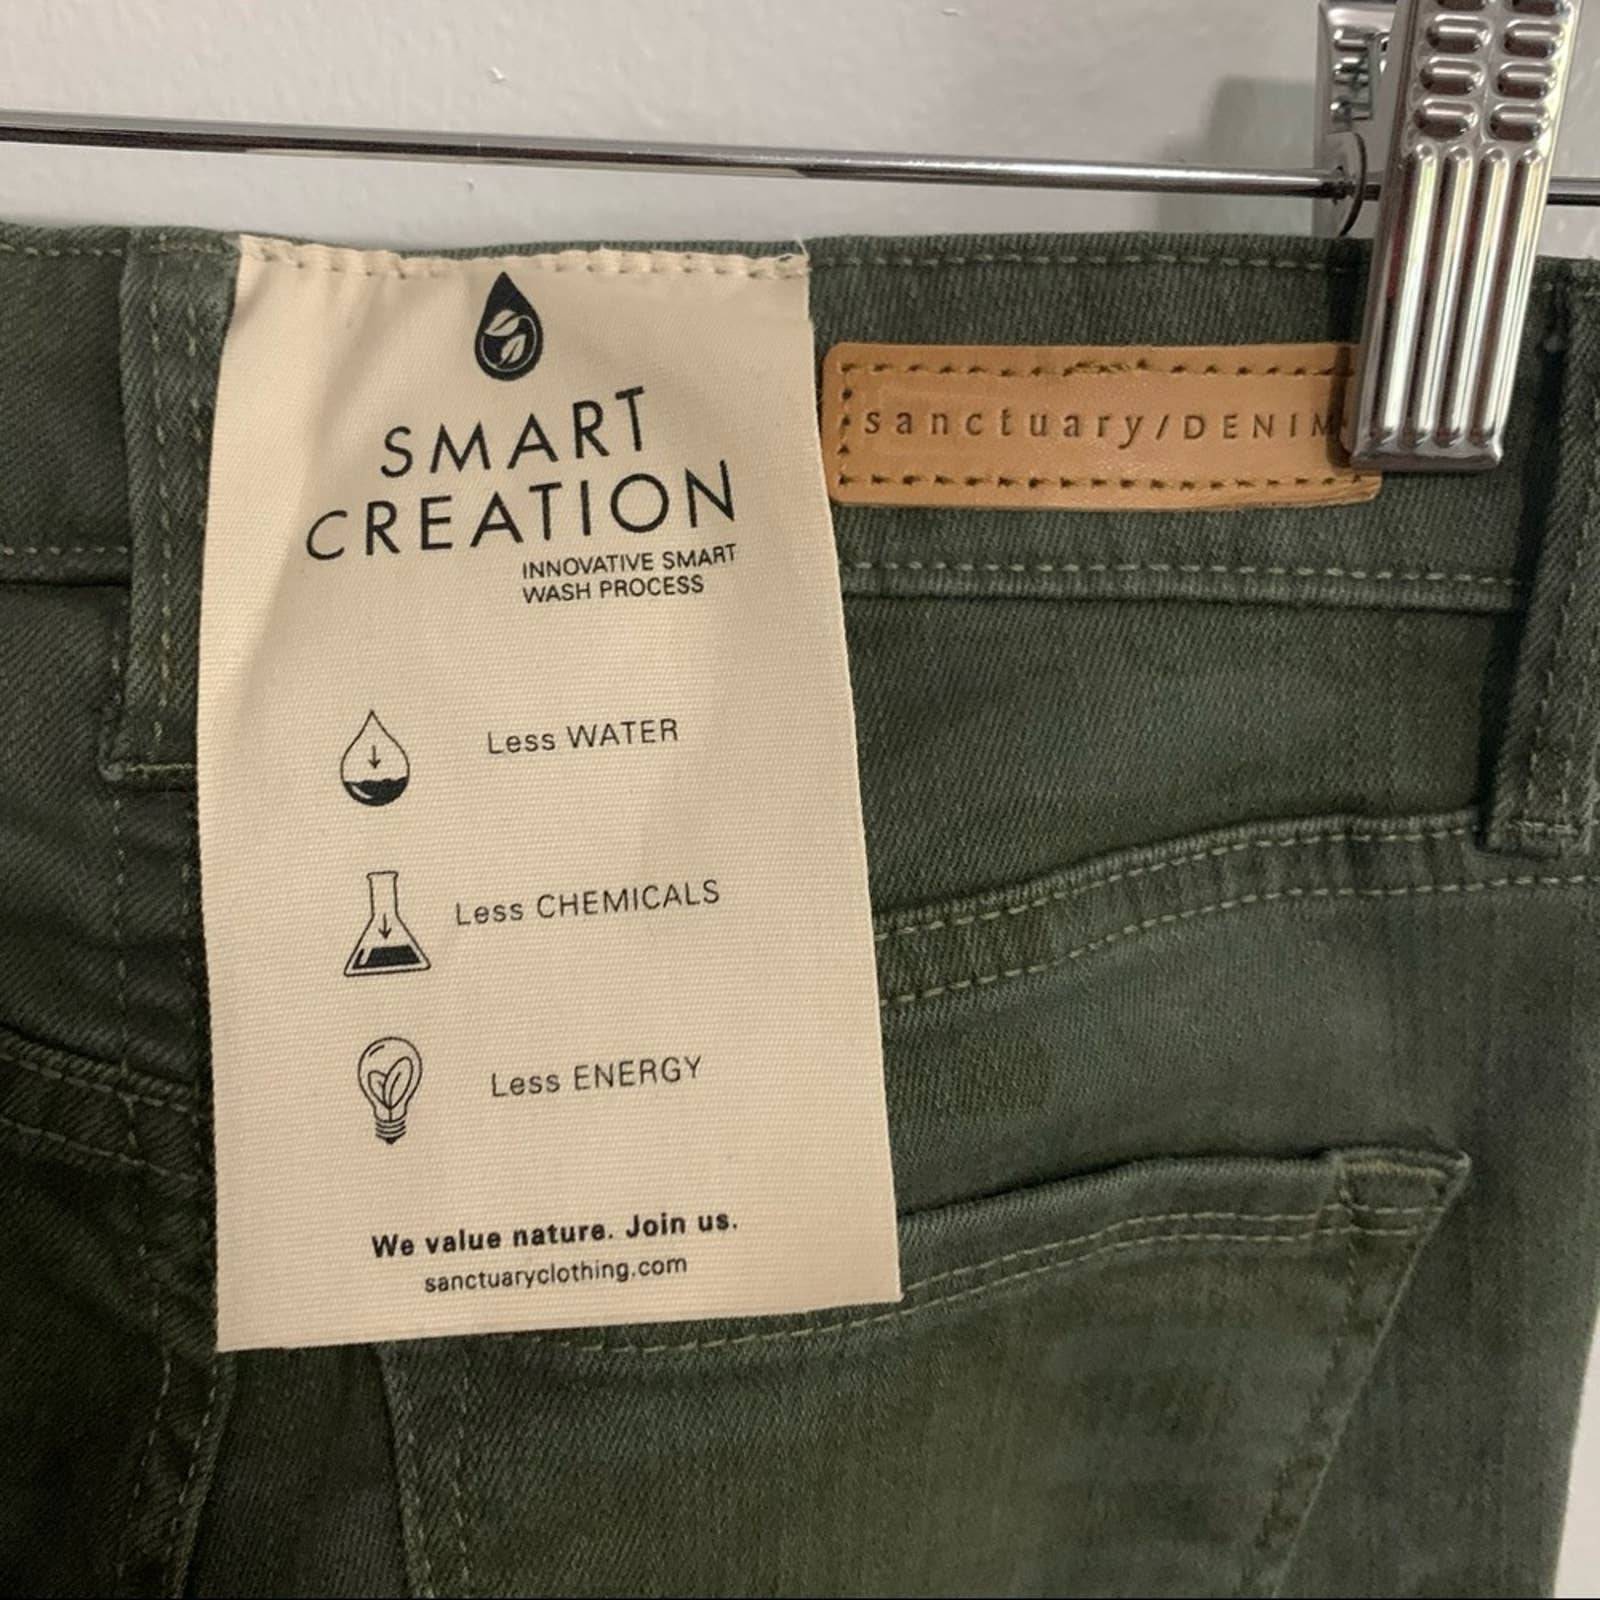 SMART
CREATION
INNOVATIVE SMART
WASH PROCESS
Less WATER
Less CHEMICALS
Less ENERGY
We value nature. Join us.
sanctuaryclothing.com
sanctuary/DENIM